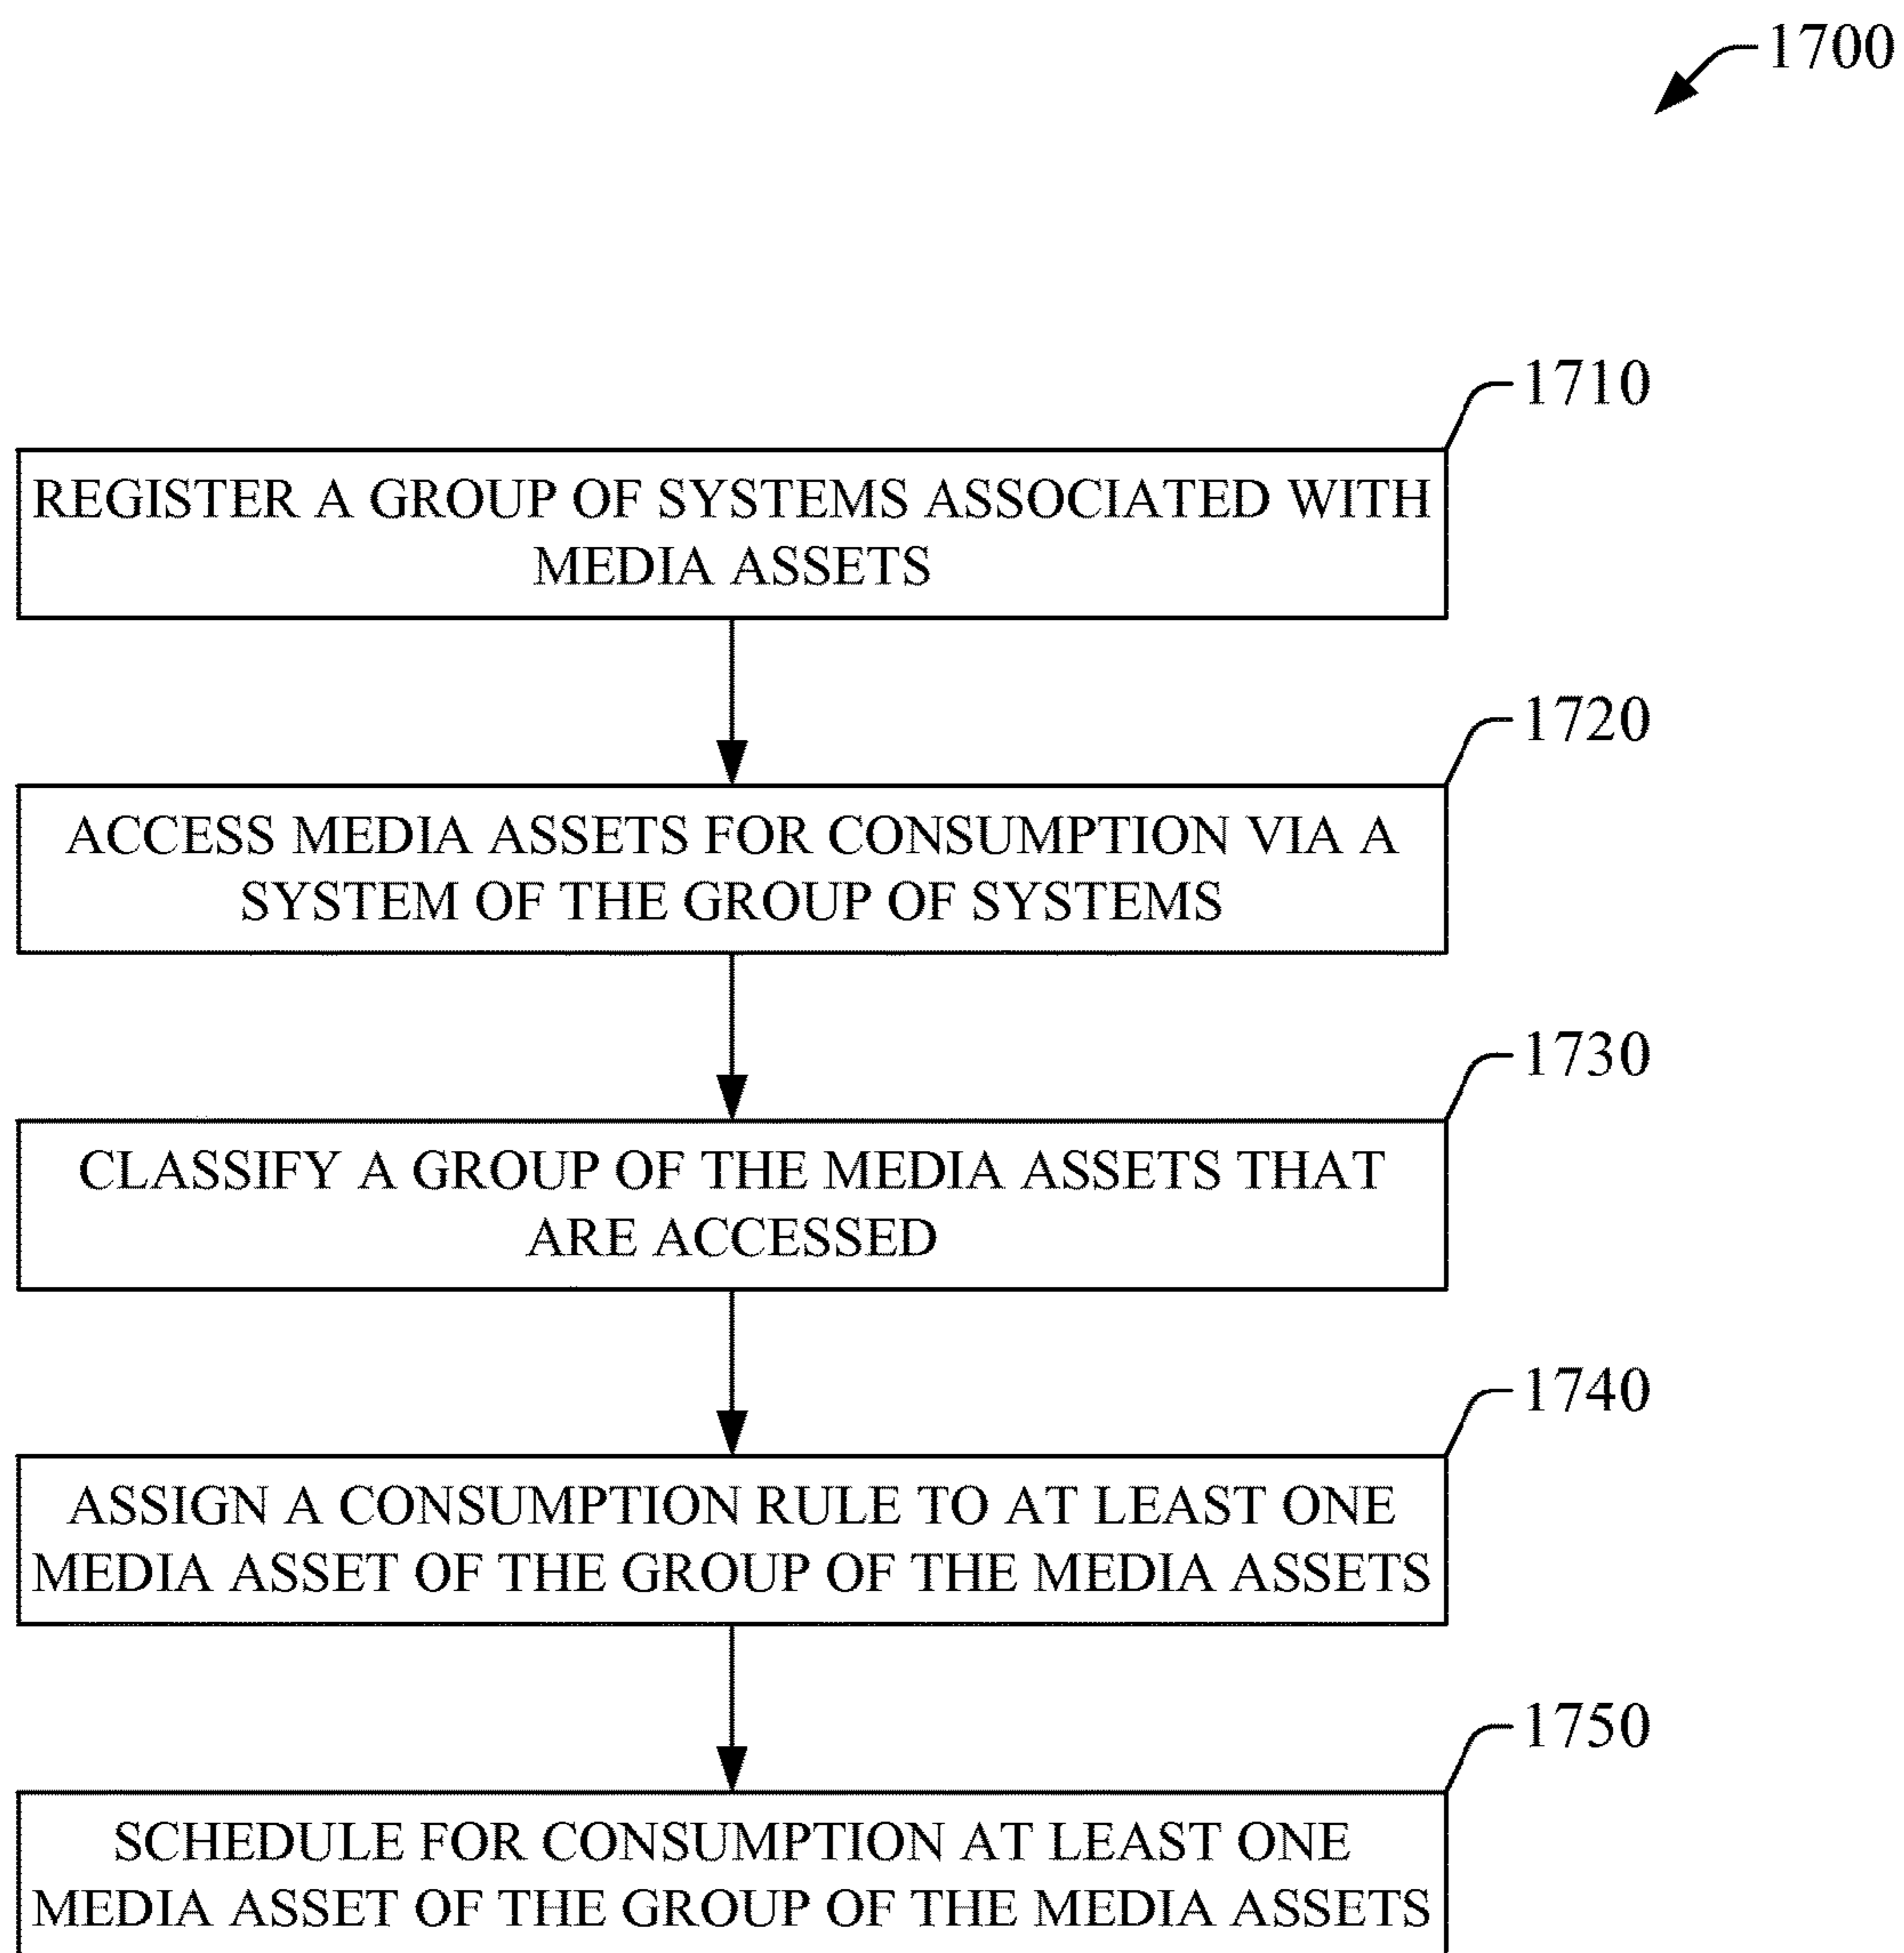 1700
1710
REGISTER A GROUP OF SYSTEMS ASSOCIATED WITH
MEDIA ASSETS
1720
ACCESS MEDIA ASSETS FOR CONSUMPTION VIA A
SYSTEM OF THE GROUP OF SYSTEMS
1730
CLASSIFY A GROUP OF THE MEDIA ASSETS THAT
ARE ACCESSED
1740
ASSIGN A CONSUMPTION RULE TO AT LEAST ONE
MEDIA ASSET OF THE GROUP OF THE MEDIA ASSETS
1750
SCHEDULE FOR CONSUMPTION AT LEAST ONE
MEDIA ASSET OF THE GROUP OF THE MEDIA ASSETS